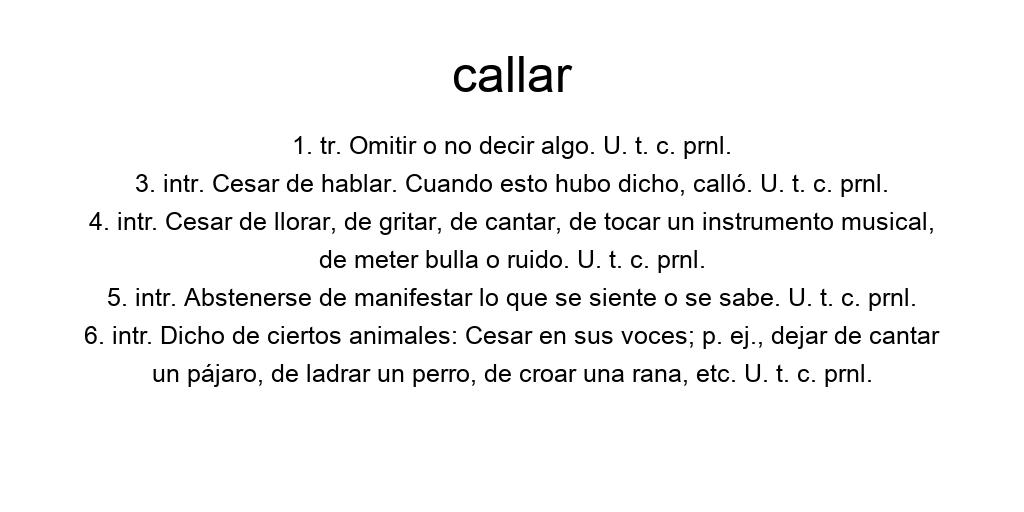 callar
1. tr. Omitir o no decir algo. U. t. c. prnl.
3. intr. Cesar de hablar. Cuando esto hubo dicho, calló. U. t. c. prnl.
4. intr. Cesar de llorar, de gritar, de cantar, de tocar un instrumento musical,
de meter bulla o ruido. U. t. c. prnl.
5. intr. Abstenerse de manifestar lo que se siente o se sabe. U. t. c. prnl.
6. intr. Dicho de ciertos animales: Cesar en sus voces; p. ej., dejar de cantar
un pájaro, de ladrar un perro, de croar una rana, etc. U. t. c. prnl.